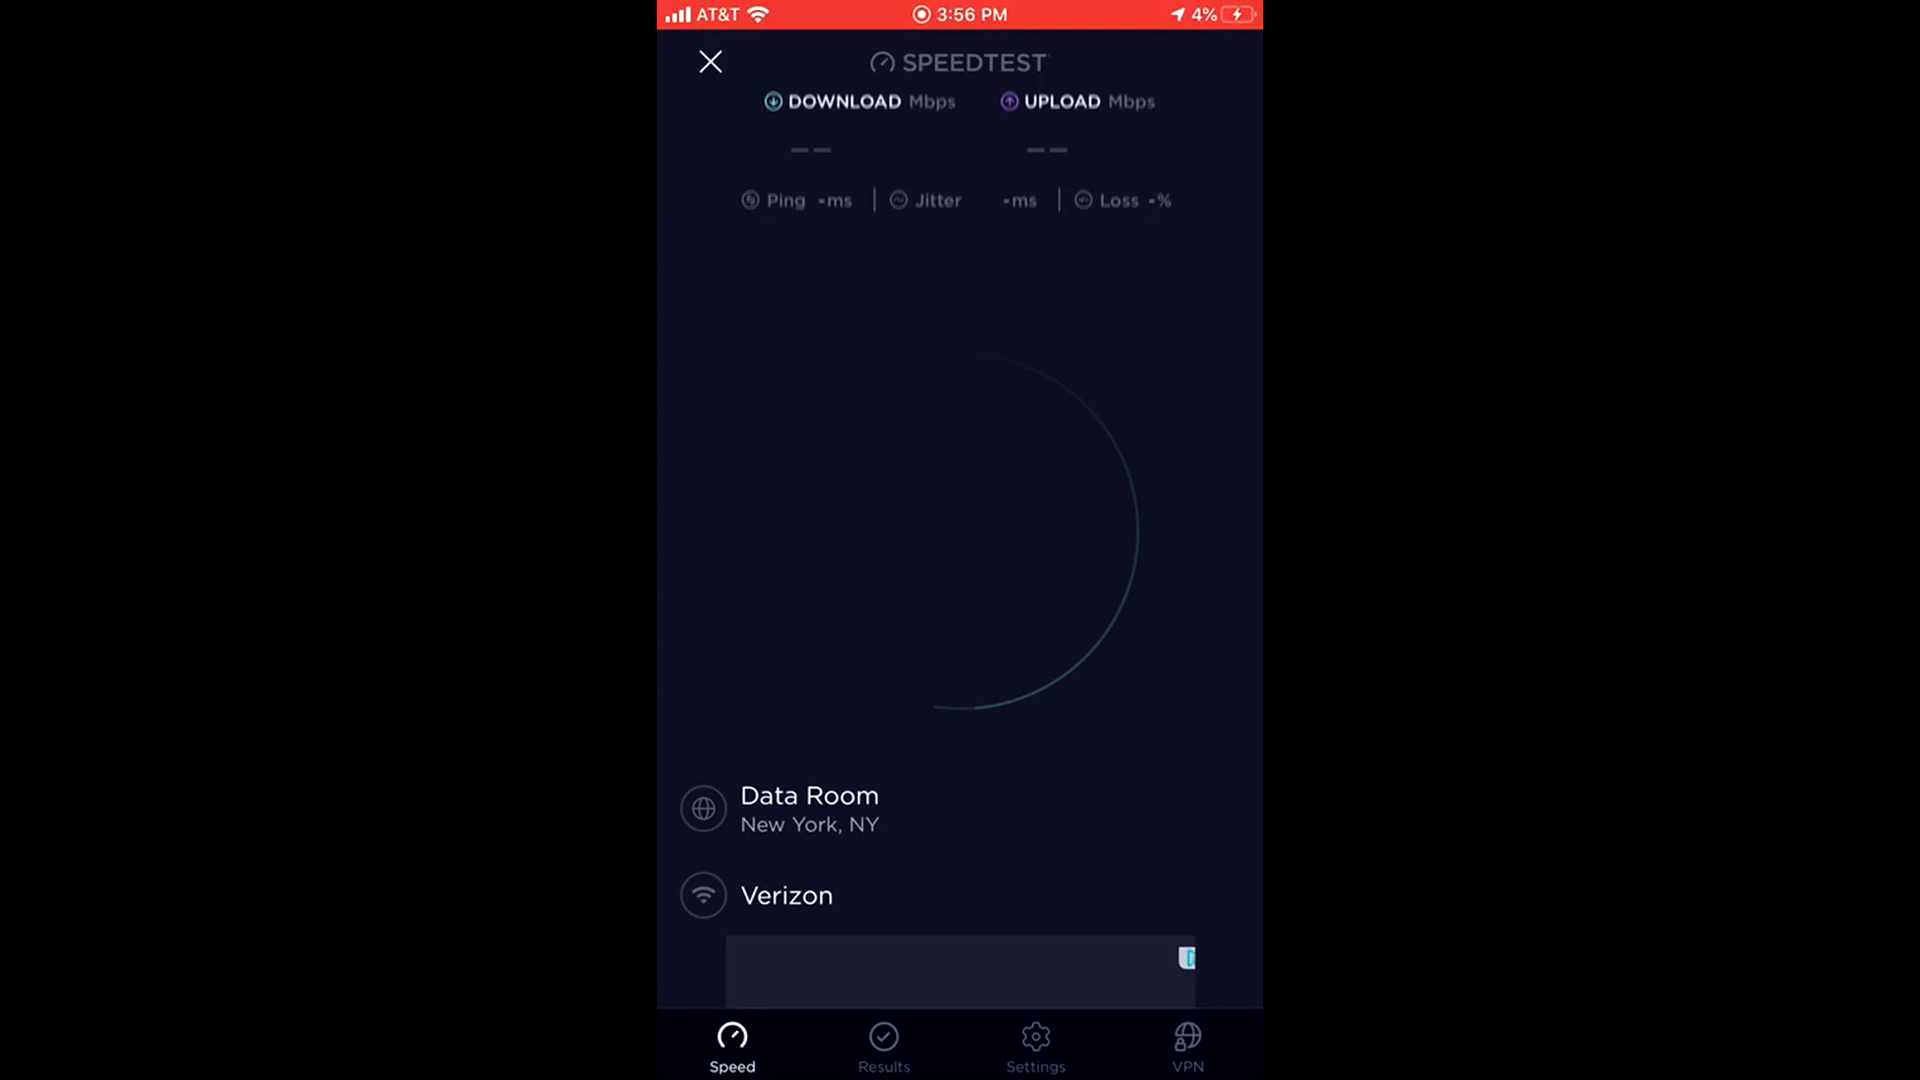 AT&T 3:56 PM 4%
SPEEDTEST
DOWNLOAD Mbps UPLOAD Mbps
— — — —
Ping -ms Jitter -ms Loss -%
Data Room
New York, NY
Verizon
Speed Results Settings VPN